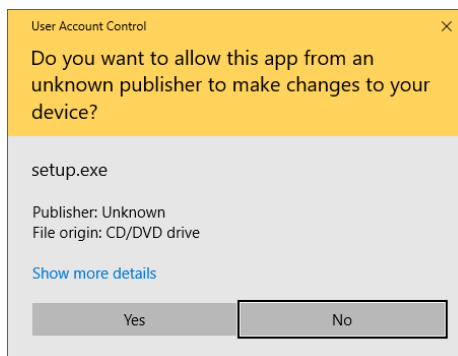 User Account Control
Do you want to allow this app from an
unknown publisher to make changes to your
device?
setup.exe
Publisher: Unknown
File origin: CD/DVD drive
Show more details
Yes
No